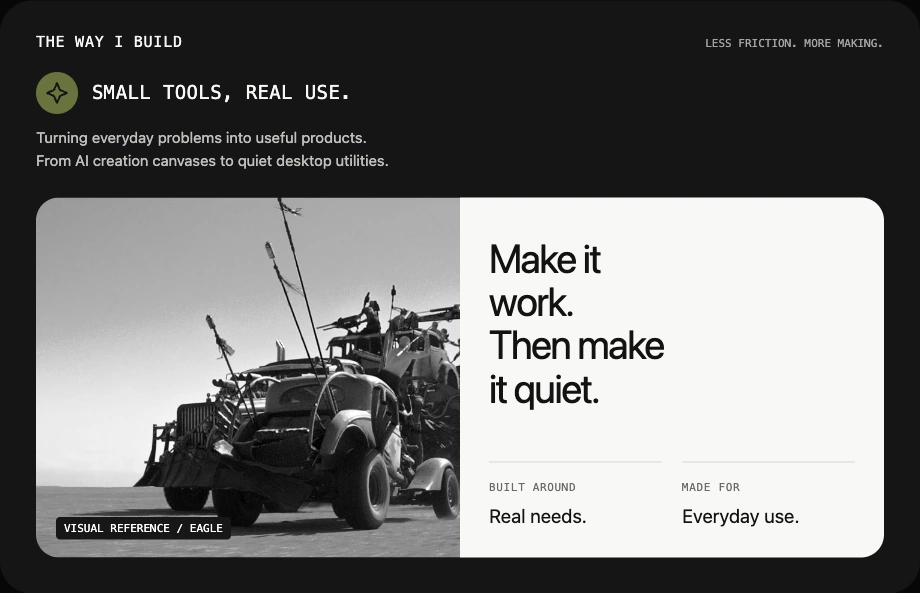 THE WAY I BUILD
LESS FRICTION. MORE MAKING.
SMALL TOOLS, REAL USE.
Turning everyday problems into useful products.
From AI creation canvases to quiet desktop utilities.
VISUAL REFERENCE / EAGLE
Make it
work.
Then make
it quiet.
BUILT AROUND
Real needs.
MADE FOR
Everyday use.